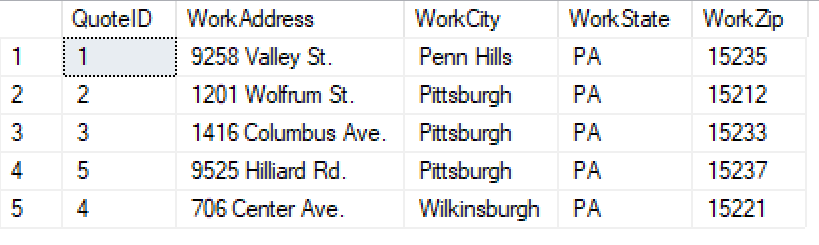 QuoteID WorkAddress WorkCity WorkState WorkZip
1 1 9258 Valley St. Penn Hills PA 15235
2 2 1201 Wolfrum St. Pittsburgh PA 15212
3 3 1416 Columbus Ave. Pittsburgh PA 15233
4 5 9525 Hilliard Rd. Pittsburgh PA 15237
5 4 706 Center Ave. Wilkinsburgh PA 15221